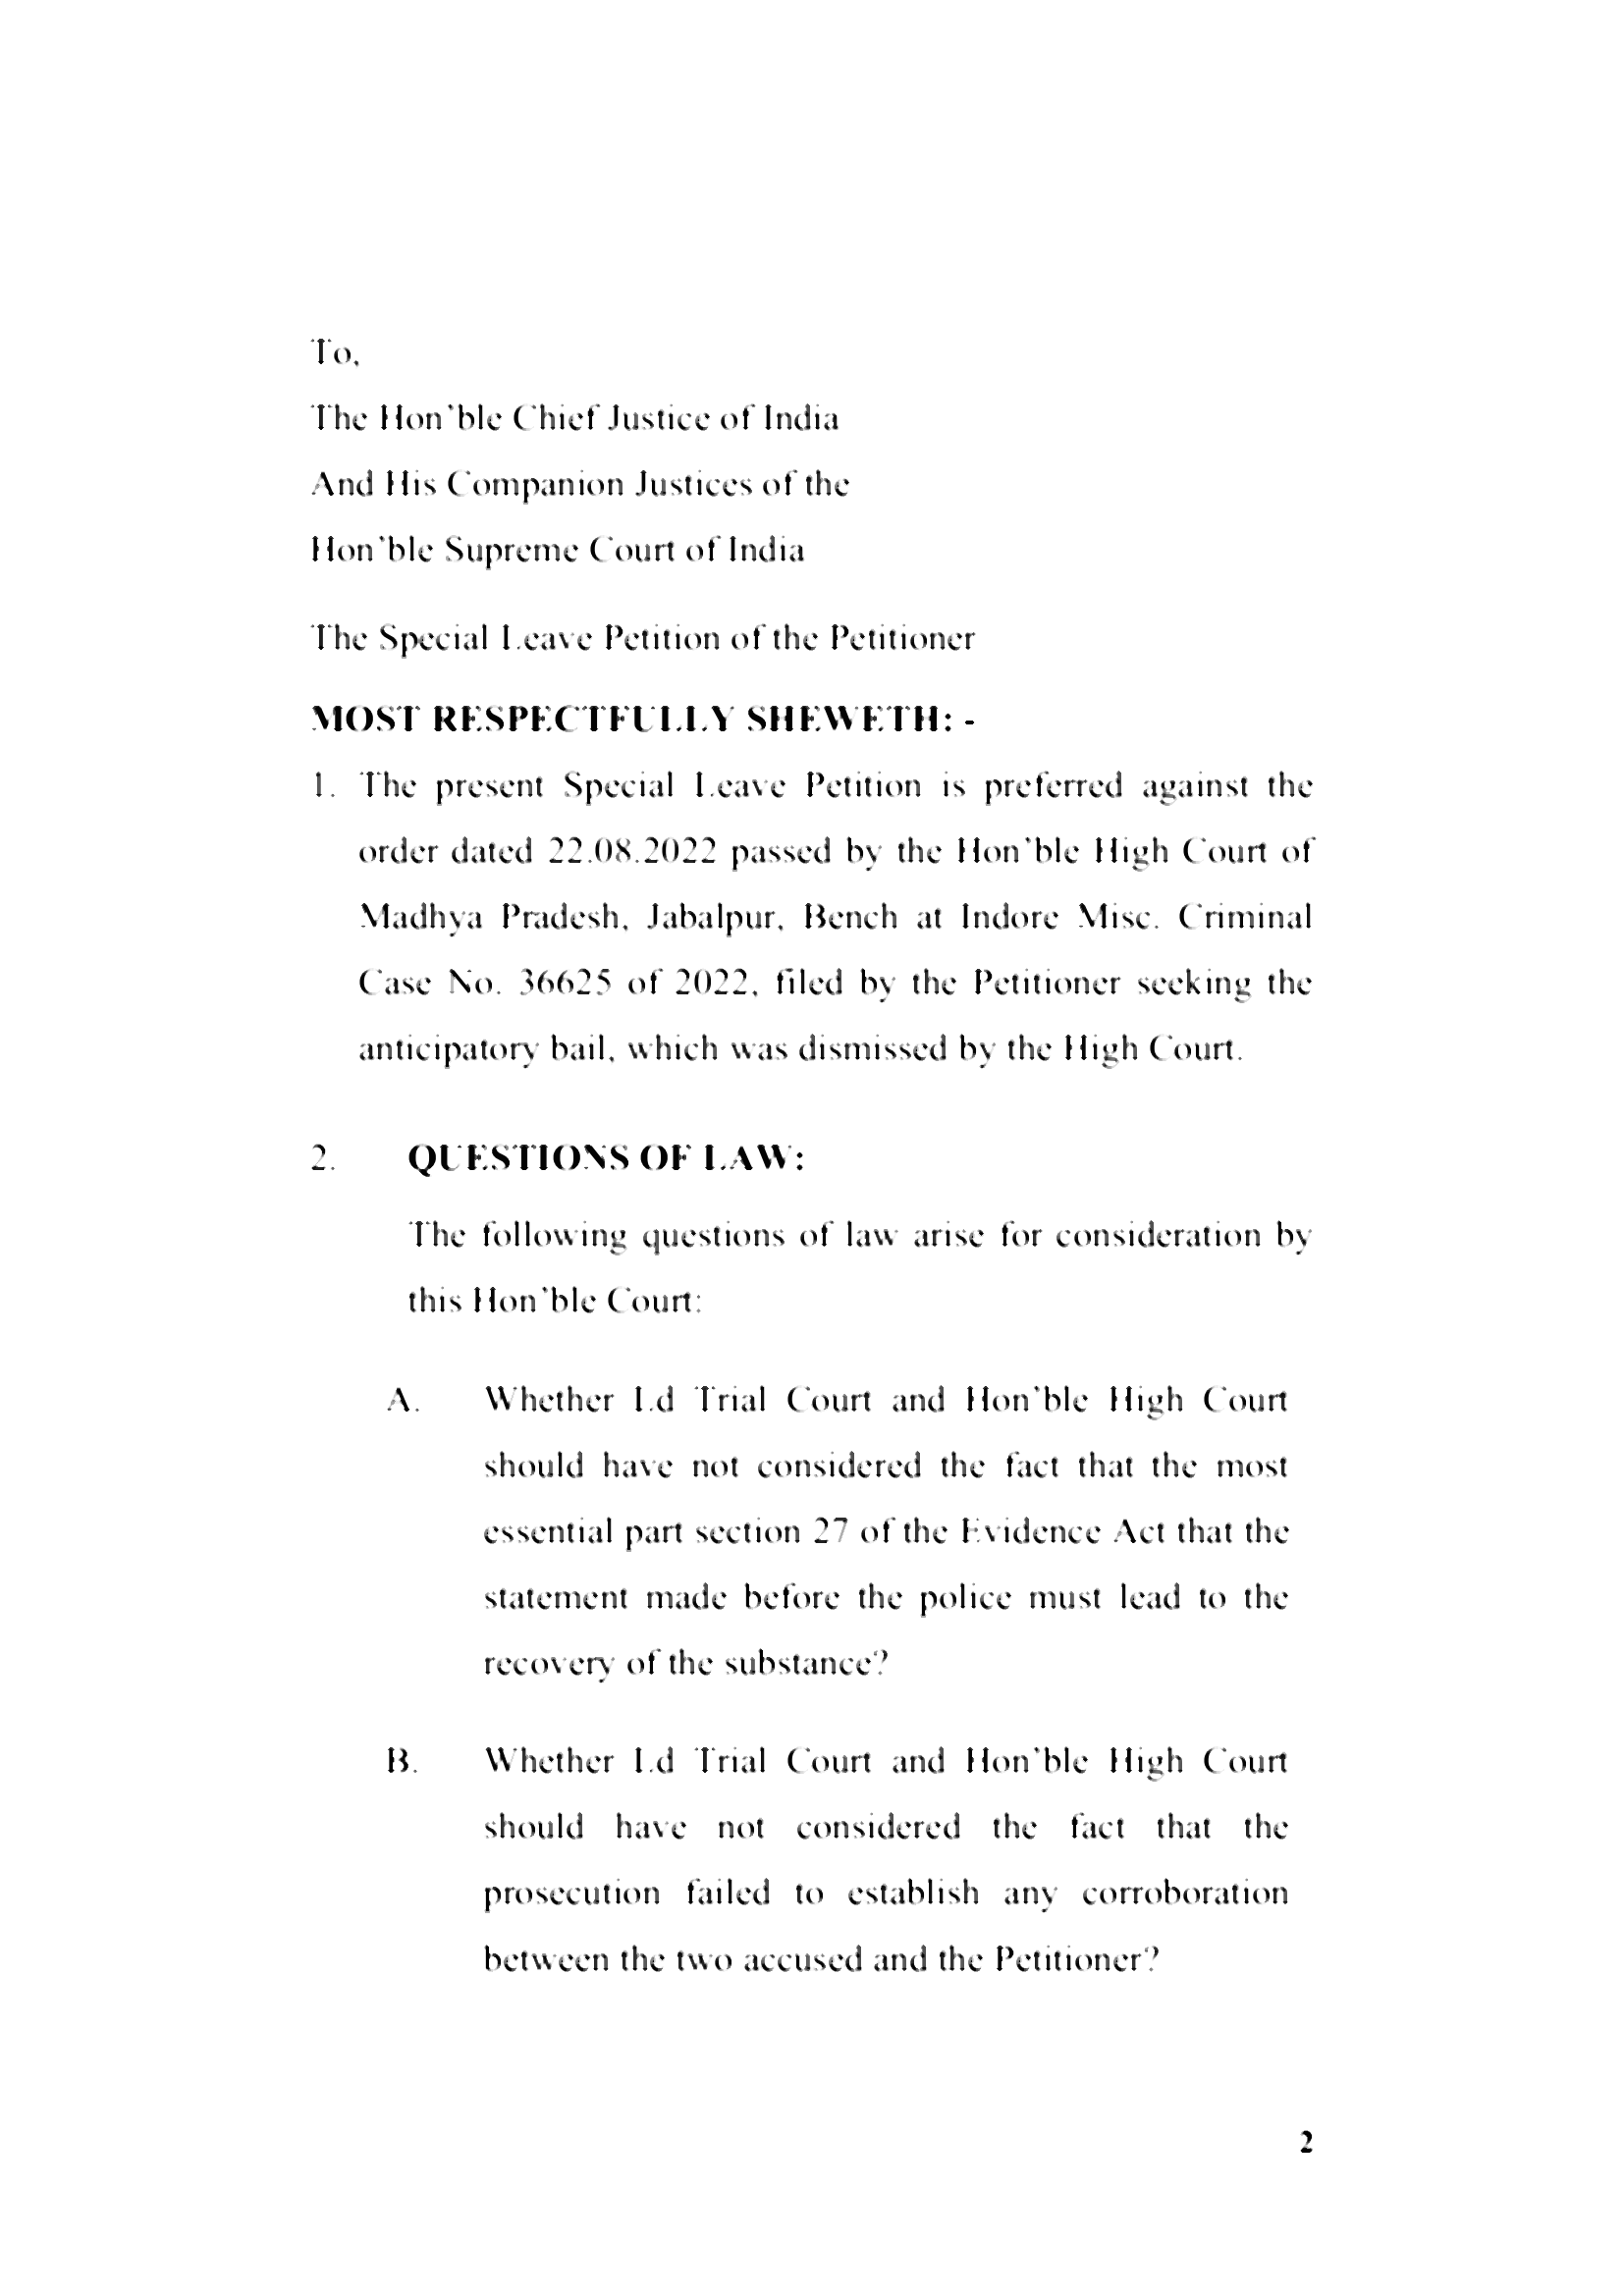 To,
The Hon'ble Chief Justice of India
And His Companion Justices of the
Hon'ble Supreme Court of India
The Special Leave Petition of the Petitioner
MOST RESPECTFULLY SHEWETH: -
1. The present Special Leave Petition is preferred against the
order dated 22.08.2022 passed by the Hon'ble High Court of
Madhya Pradesh, Jabalpur, Bench at Indore Misc. Criminal
Case No. 36625 of 2022, filed by the Petitioner seeking the
anticipatory bail, which was dismissed by the High Court.
2. QUESTIONS OF LAW:
The following questions of law arise for consideration by
this Hon'ble Court:
A. Whether Ld Trial Court and Hon'ble High Court
should have not considered the fact that the most
essential part section 27 of the Evidence Act that the
statement made before the police must lead to the
recovery of the substance?
B. Whether Ld Trial Court and Hon'ble High Court
should have not considered the fact that the
prosecution failed to establish any corroboration
between the two accused and the Petitioner?
2